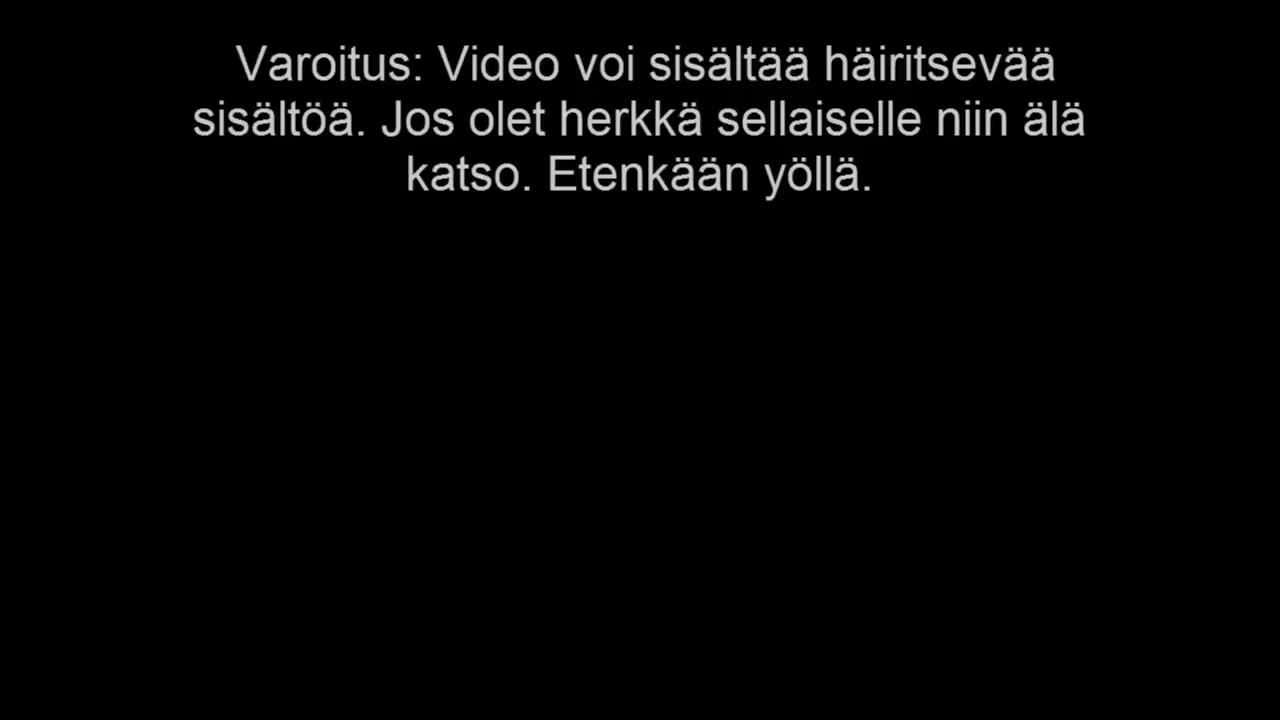 Varoitus: Video voi sisältää häiritsevää
sisältöä. Jos olet herkkä sellaiselle niin älä
katso. Etenkään yöllä.